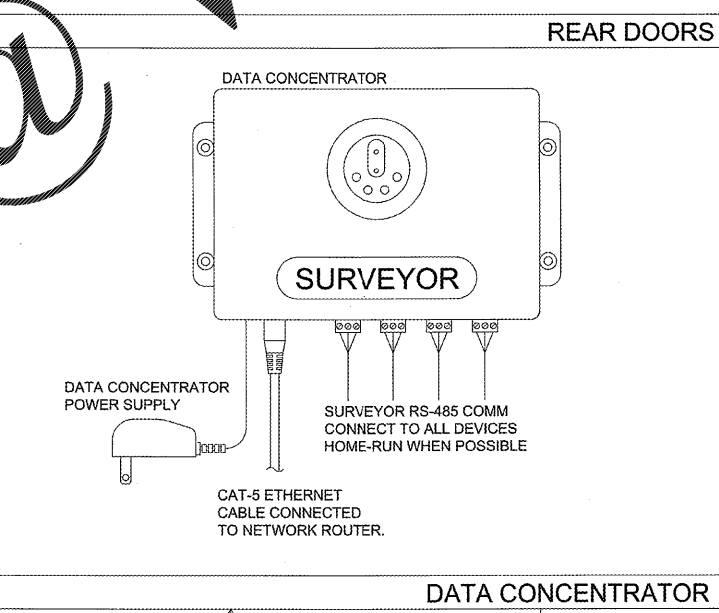 REAR DOORS
DATA CONCENTRATOR
SURVEYOR
DATA CONCENTRATOR
POWER SUPPLY
SURVEYOR RS-485 COMM
CONNECT TO ALL DEVICES
HOME-RUN WHEN POSSIBLE
CAT-5 ETHERNET
CABLE CONNECTED
TO NETWORK ROUTER.
DATA CONCENTRATOR